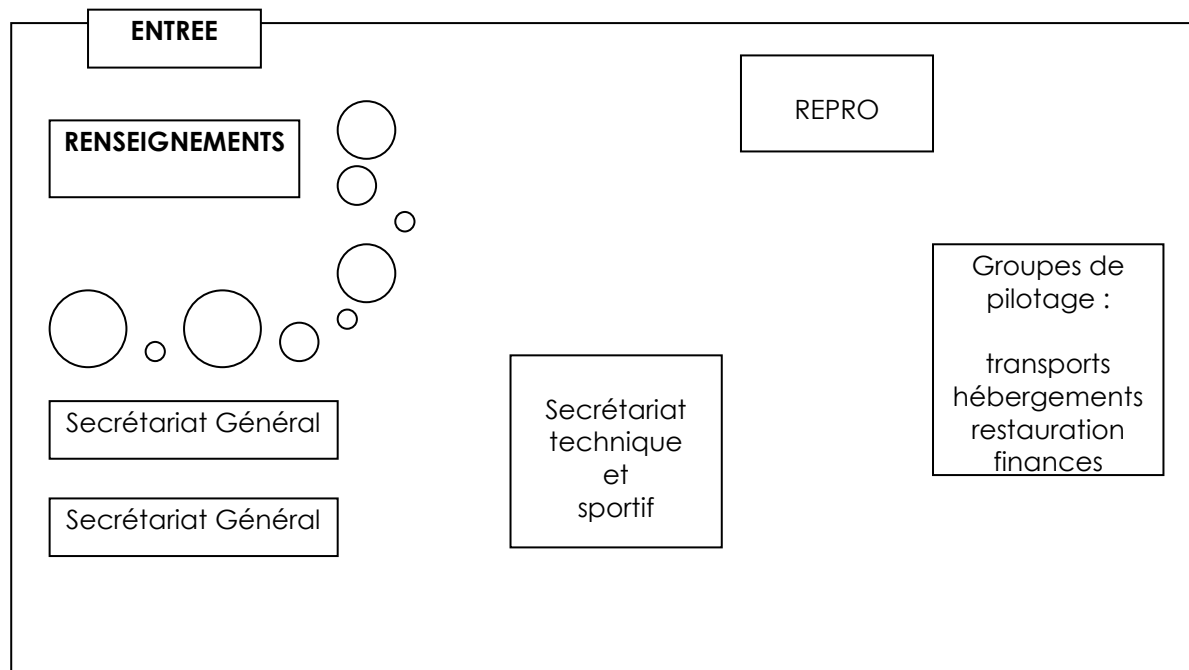 ENTREE
REPRO
RENSEIGNEMENTS
Groupes de
pilotage :
transports
hébergements
restauration
finances
Secrétariat
technique
et
sportif
Secrétariat Général
Secrétariat Général